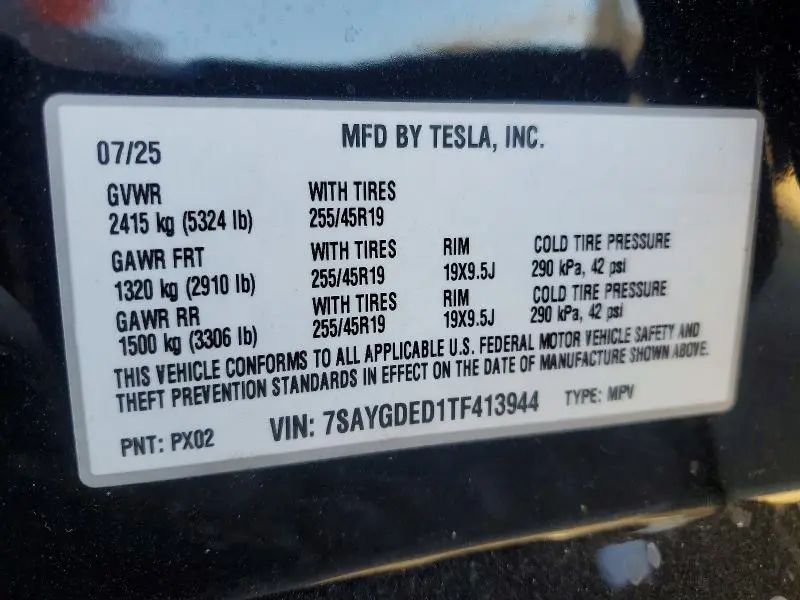 07/25 MFD BY TESLA, INC.
GVWR WITH TIRES
2415 kg (5324 lb) 255/45R19
GAWR FRT WITH TIRES RIM COLD TIRE PRESSURE
1320 kg (2910 lb) 255/45R19 19X9.5J 290 kPa, 42 psi
GAWR RR WITH TIRES RIM COLD TIRE PRESSURE
1500 kg (3306 lb) 255/45R19 19X9.5J 290 kPa, 42 psi
THIS VEHICLE CONFORMS TO ALL APPLICABLE U.S. FEDERAL MOTOR VEHICLE SAFETY AND
THEFT PREVENTION STANDARDS IN EFFECT ON THE DATE OF MANUFACTURE SHOWN ABOVE.
PNT: PX02 VIN: 7SAYGDED1TF413944 TYPE: MPV